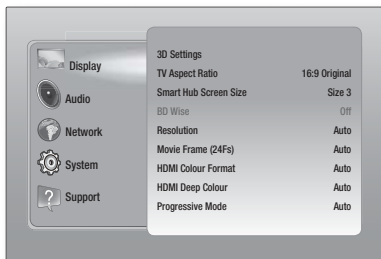 Display
Audio
Network
System
Support
3D Settings
TV Aspect Ratio 16:9 Original
Smart Hub Screen Size Size 3
BD Wise Off
Resolution Auto
Movie Frame (24Fs) Auto
HDMI Colour Format Auto
HDMI Deep Colour Auto
Progressive Mode Auto